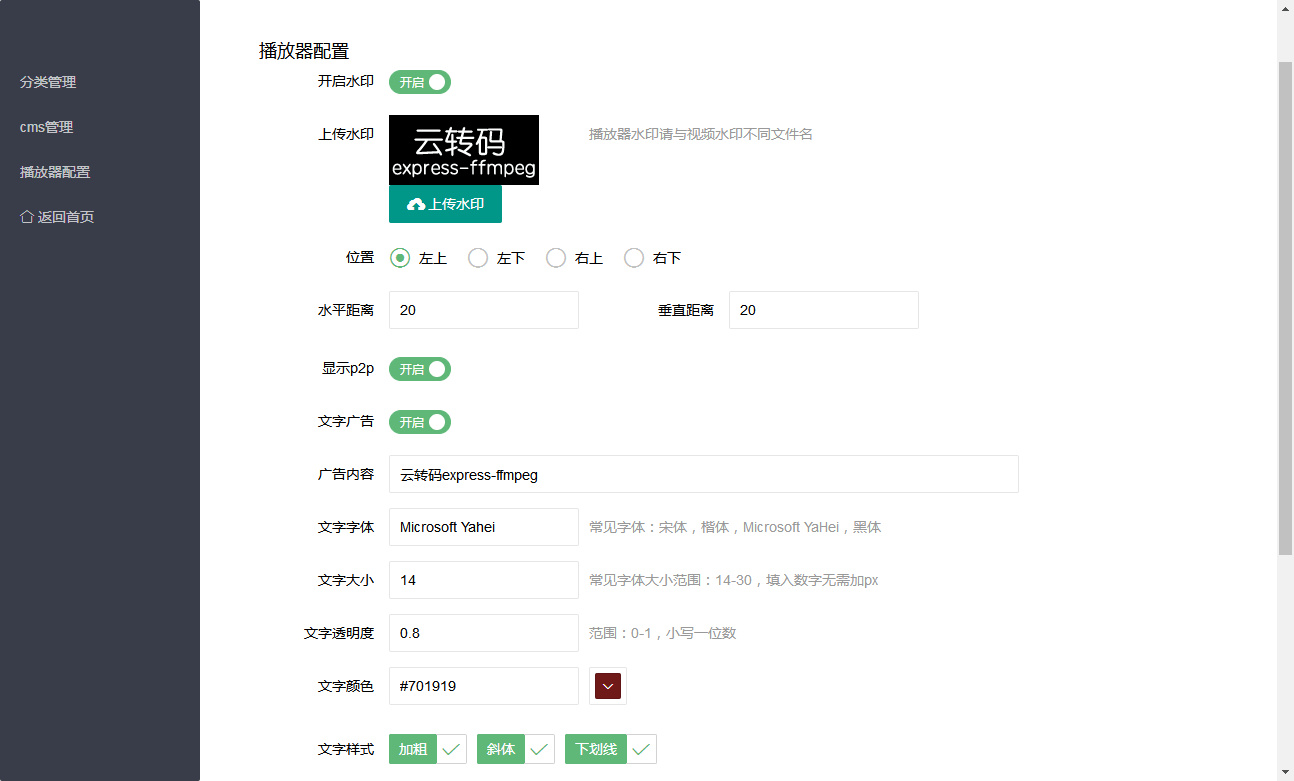 分类管理
cms管理
播放器配置
返回首页
播放器配置
开启水印 开启
上传水印 云转码 播放器水印请与视频水印不同文件名
express-ffmpeg
上传水印
位置 左上 左下 右上 右下
水平距离 20 垂直距离 20
显示p2p 开启
文字广告 开启
广告内容 云转码express-ffmpeg
文字字体 Microsoft Yahei 常见字体：宋体，楷体，Microsoft YaHei，黑体
文字大小 14 常见字体大小范围：14-30，填入数字无需加px
文字透明度 0.8 范围：0-1，小写一位数
文字颜色 #701919
文字样式 加粗 斜体 下划线